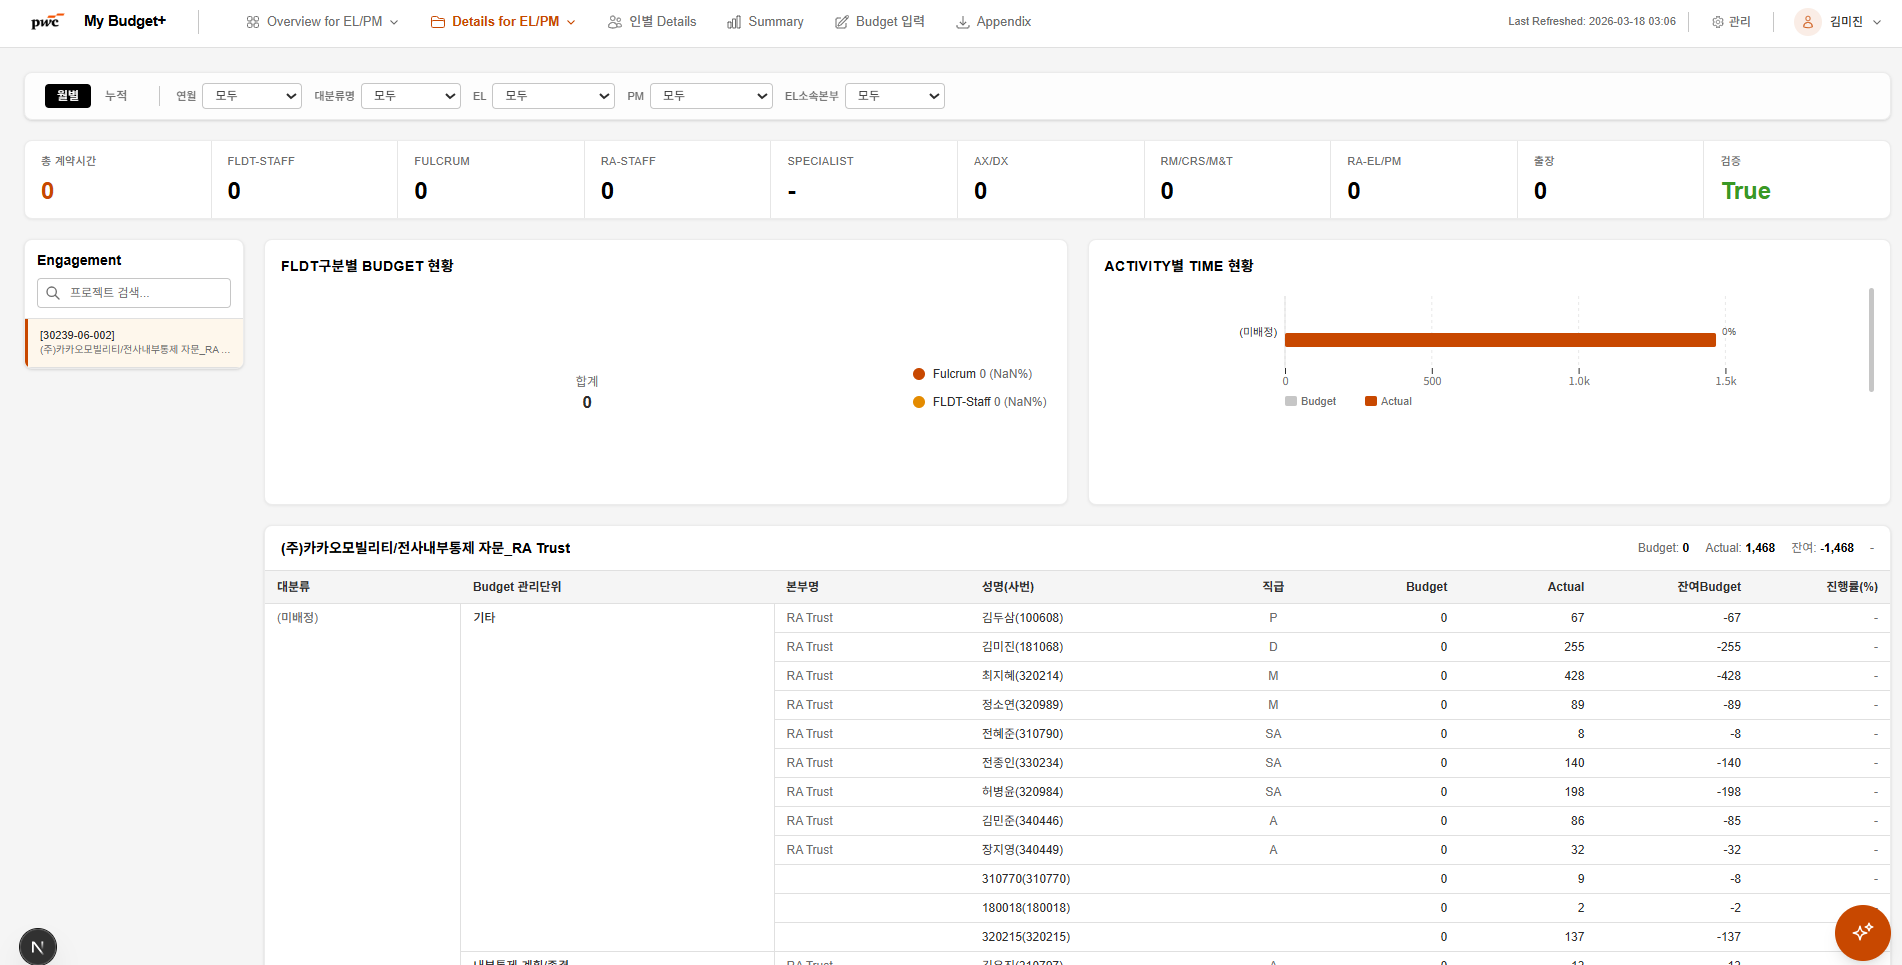 pwc My Budget+ Overview for EL/PM Details for EL/PM 인별 Details Summary Budget 입력 Appendix Last Refreshed: 2026-03-18 03:06 관리 김미진
월별 누적 연월 모두 대분류명 모두 EL 모두 PM 모두 EL소속본부 모두
총 계약시간 FLDT-STAFF FULCRUM RA-STAFF SPECIALIST AX/DX RM/CRS/M&T RA-EL/PM 출장 검증
0 0 0 0 - 0 0 0 0 True
Engagement
프로젝트 검색...
[30239-06-002]
(주)카카오모빌리티/전사내부통제 자문_RA ...
FLDT구분별 BUDGET 현황
합계
0
Fulcrum 0 (NaN%)
FLDT-Staff 0 (NaN%)
ACTIVITY별 TIME 현황
(미배정) 0%
0 500 1.0k 1.5k
Budget Actual
(주)카카오모빌리티/전사내부통제 자문_RA Trust Budget: 0 Actual: 1,468 잔여: -1,468 -
대분류 Budget 관리단위 본부명 성명(사번) 직급 Budget Actual 잔여Budget 진행률(%)
(미배정) 기타 RA Trust 김두삼(100608) P 0 67 -67 -
RA Trust 김미진(181068) D 0 255 -255 -
RA Trust 최지혜(320214) M 0 428 -428 -
RA Trust 정소연(320989) M 0 89 -89 -
RA Trust 전혜준(310790) SA 0 8 -8 -
RA Trust 전종인(330234) SA 0 140 -140 -
RA Trust 허병윤(320984) SA 0 198 -198 -
RA Trust 김민준(340446) A 0 86 -85 -
RA Trust 장지영(340449) A 0 32 -32 -
310770(310770) 0 9 -8 -
180018(180018) 0 2 -2 -
320215(320215) 0 137 -137
N
RA Trust